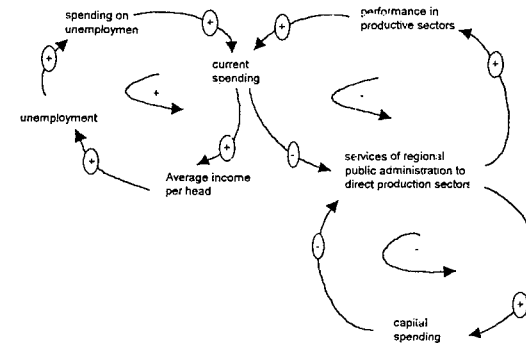 spending on
unemploymen
+
performance in
productive sectors
+
+
+
current
spending
+
-
unemployment
+
-
services of regional
public administration to
direct production sectors
+
+
Average income
per head
-
-
+
capital
spending